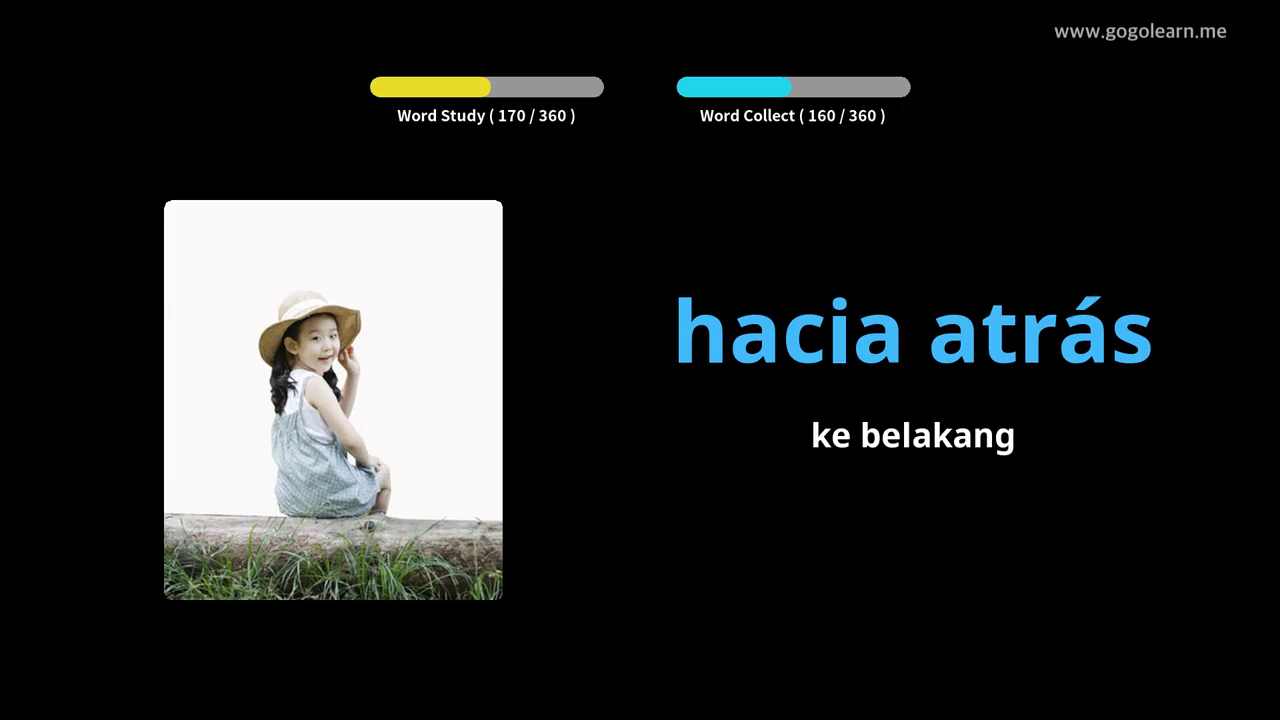 www.gogolearn.me
Word Study ( 170 / 360 )
Word Collect ( 160 / 360 )
hacia atrás
ke belakang